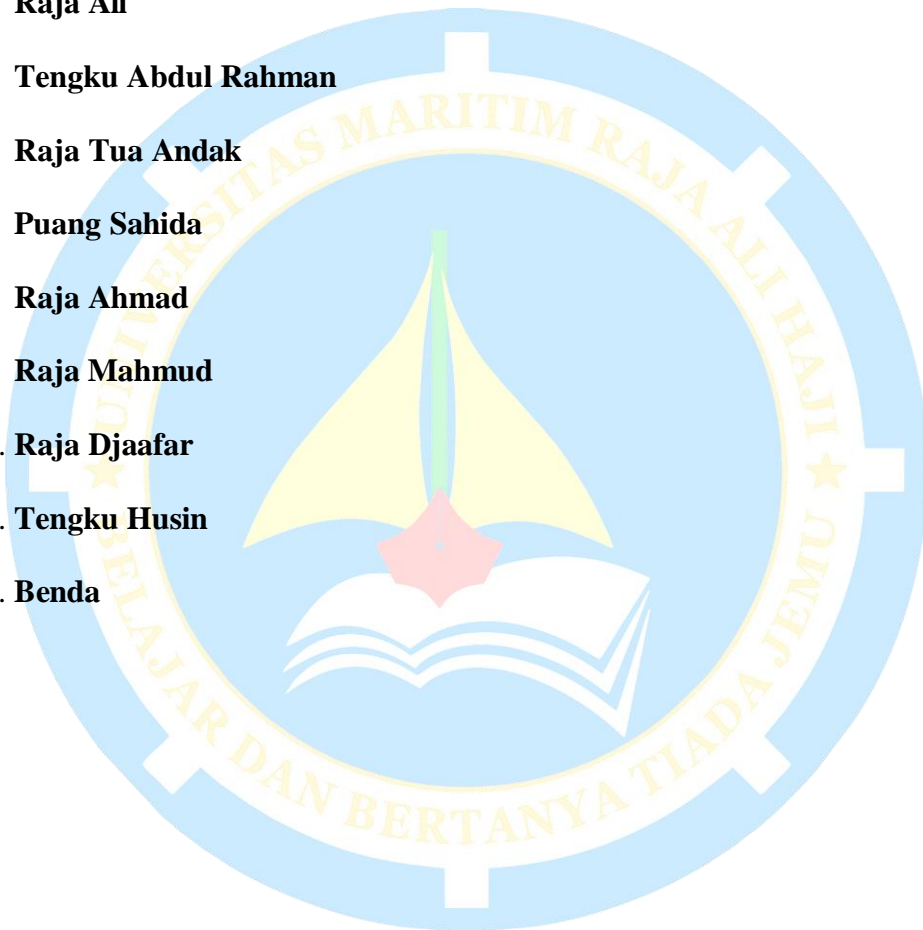 Raja Ali
Tengku Abdul Rahman
Raja Tua Andak
Puang Sahida
Raja Ahmad
Raja Mahmud
. Raja Djaafar
. Tengku Husin
. Benda
UNIVERSITAS MARITIM RAJA ALI HAJI
BELAJAR DAN BERTANYA TIADA JEMU